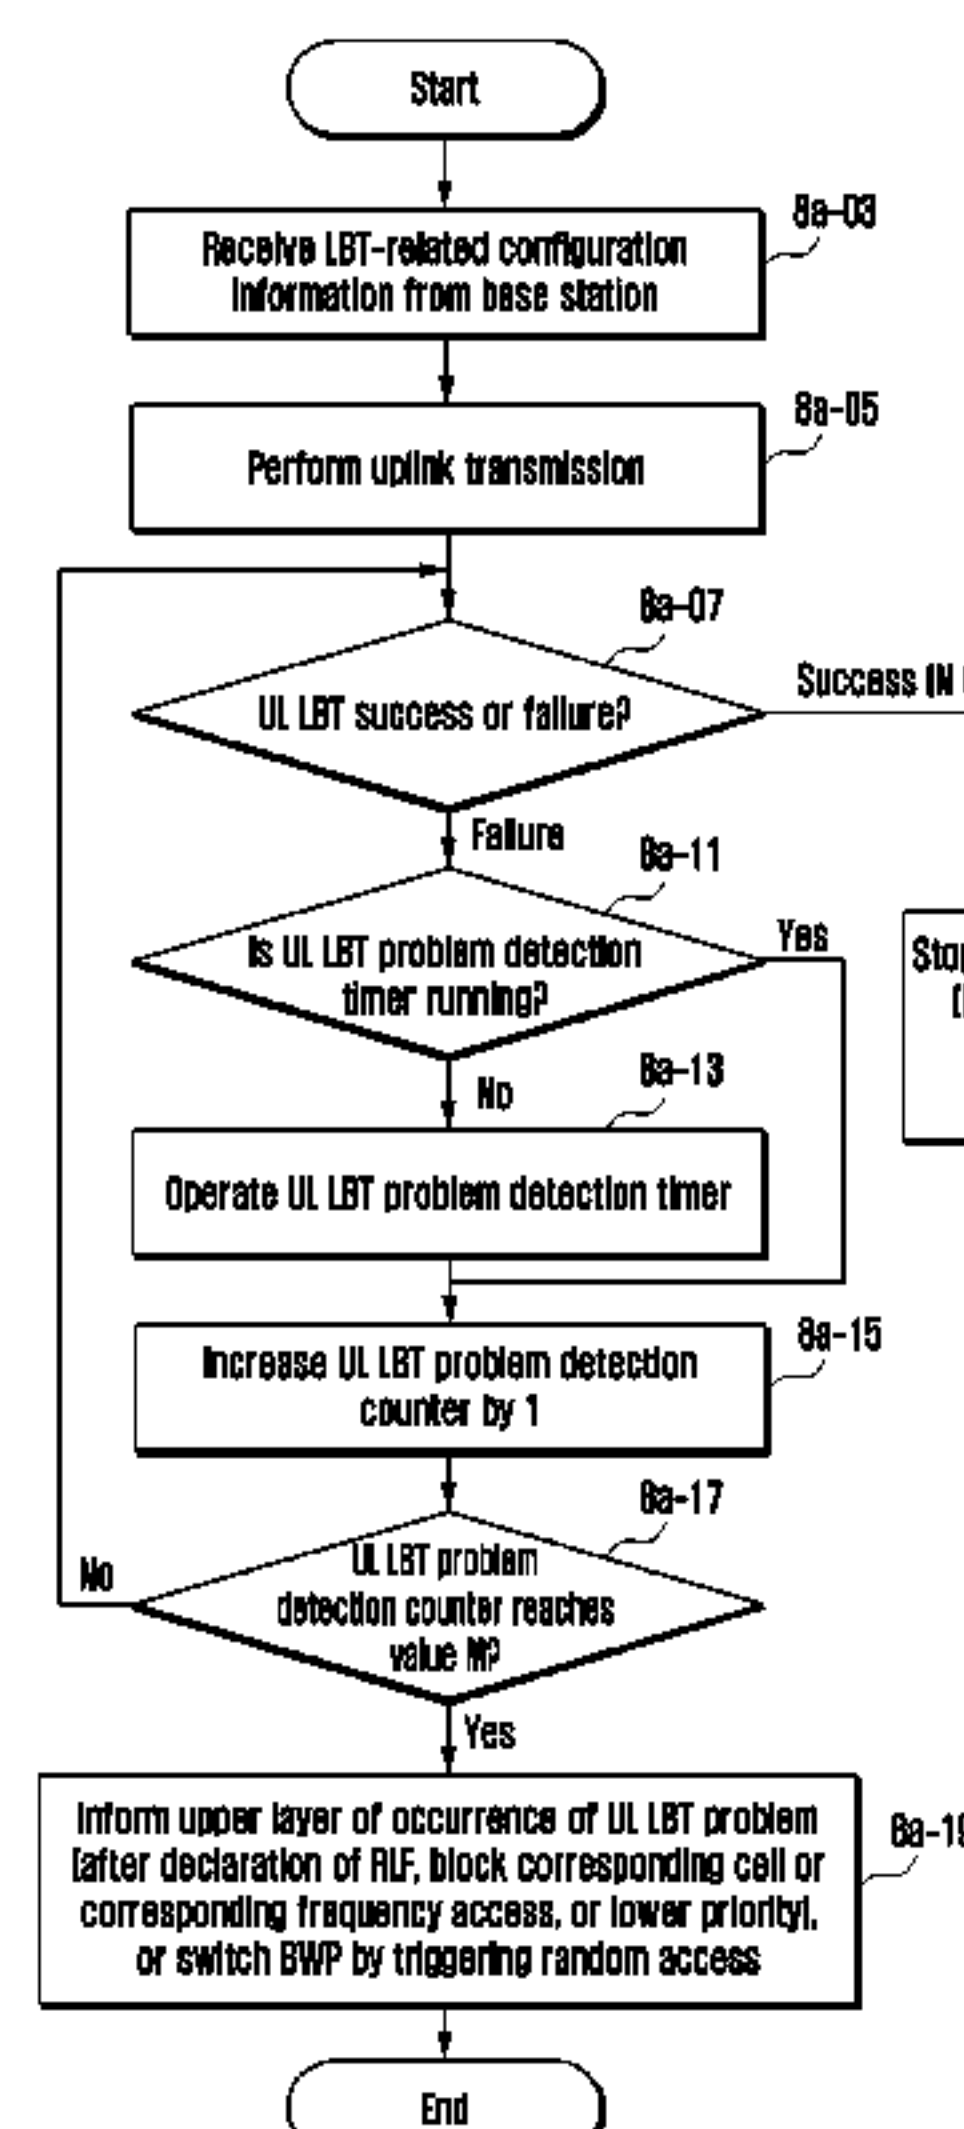 Start
8a-03
Receive LBT-related configuration
information from base station
8a-05
Perform uplink transmission
8a-07
Success (N
UL LBT success or failure?
Failure
8a-11
Yes
Is UL LBT problem detection
timer running?
Stop
8a-13
No
Operate UL LBT problem detection timer
8a-15
Increase UL LBT problem detection
counter by 1
8a-17
No
UL LBT problem
detection counter reaches
value M?
Yes
8a-19
Inform upper layer of occurrence of UL LBT problem
(after declaration of RLF, block corresponding cell or
corresponding frequency access, or lower priority),
or switch BWP by triggering random access
End